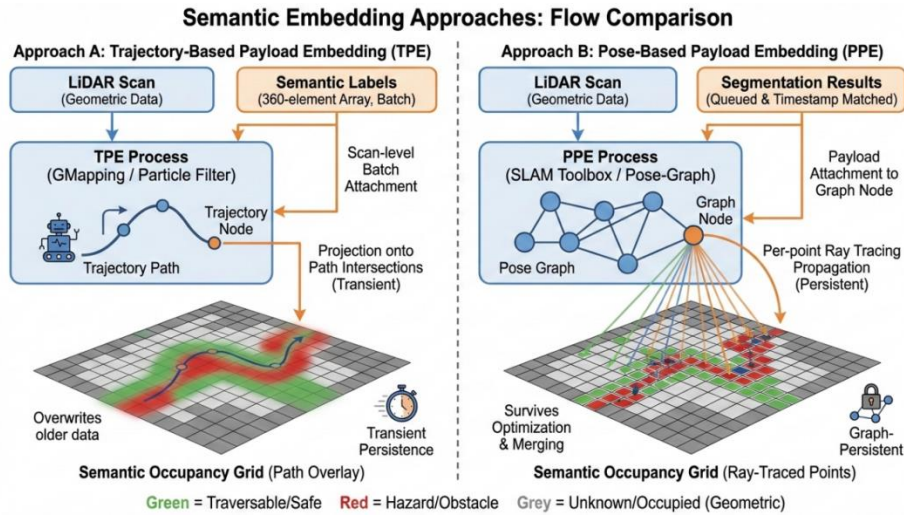 Semantic Embedding Approaches: Flow Comparison
Approach A: Trajectory-Based Payload Embedding (TPE)
LiDAR Scan
(Geometric Data)
Semantic Labels
(360-element Array, Batch)
TPE Process
(GMapping / Particle Filter)
Scan-level
Batch
Attachment
Trajectory
Node
Trajectory Path
Projection onto
Path Intersections
(Transient)
Overwrites
older data
Transient
Persistence
Semantic Occupancy Grid (Path Overlay)
Approach B: Pose-Based Payload Embedding (PPE)
LiDAR Scan
(Geometric Data)
Segmentation Results
(Queued & Timestamp Matched)
PPE Process
(SLAM Toolbox / Pose-Graph)
Payload
Attachment to
Graph Node
Graph
Node
Pose Graph
Per-point Ray Tracing
Propagation
(Persistent)
Survives
Optimization
& Merging
Graph-
Persistent
Semantic Occupancy Grid (Ray-Traced Points)
Green = Traversable/Safe Red = Hazard/Obstacle Grey = Unknown/Occupied (Geometric)